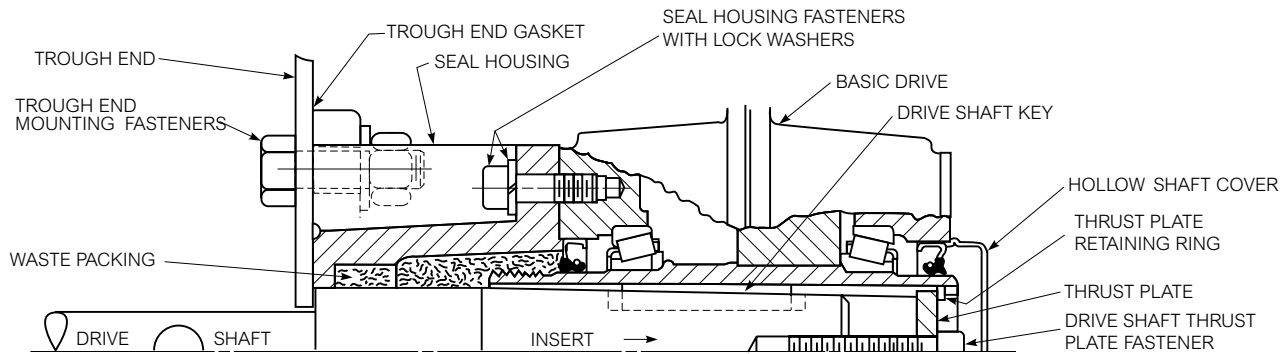 SEAL HOUSING FASTENERS
WITH LOCK WASHERS
TROUGH END GASKET
TROUGH END
SEAL HOUSING
BASIC DRIVE
TROUGH END
MOUNTING FASTENERS
DRIVE SHAFT KEY
HOLLOW SHAFT COVER
THRUST PLATE
RETAINING RING
WASTE PACKING
THRUST PLATE
DRIVE SHAFT THRUST
PLATE FASTENER
DRIVE SHAFT INSERT